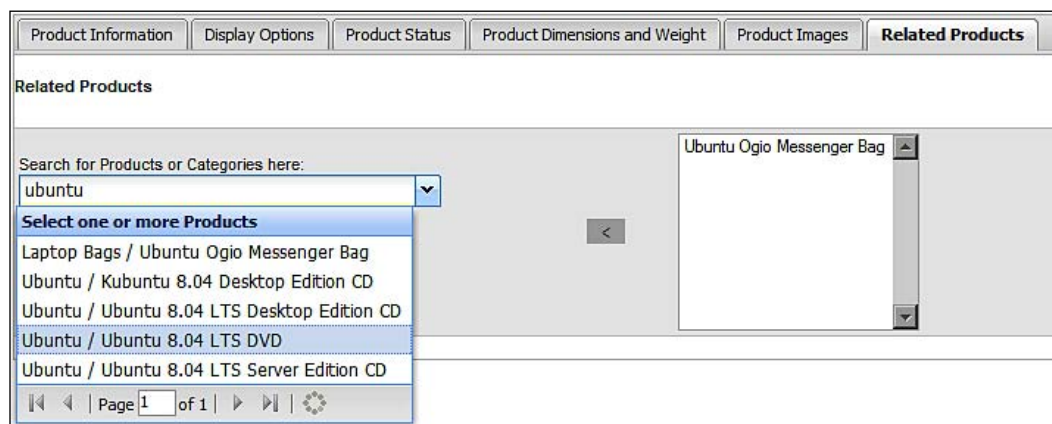 Product Information Display Options Product Status Product Dimensions and Weight Product Images Related Products
Related Products
Search for Products or Categories here:
ubuntu
Select one or more Products
Laptop Bags / Ubuntu Ogio Messenger Bag
Ubuntu / Kubuntu 8.04 Desktop Edition CD
Ubuntu / Ubuntu 8.04 LTS Desktop Edition CD
Ubuntu / Ubuntu 8.04 LTS DVD
Ubuntu / Ubuntu 8.04 LTS Server Edition CD
Page 1 of 1
<
Ubuntu Ogio Messenger Bag